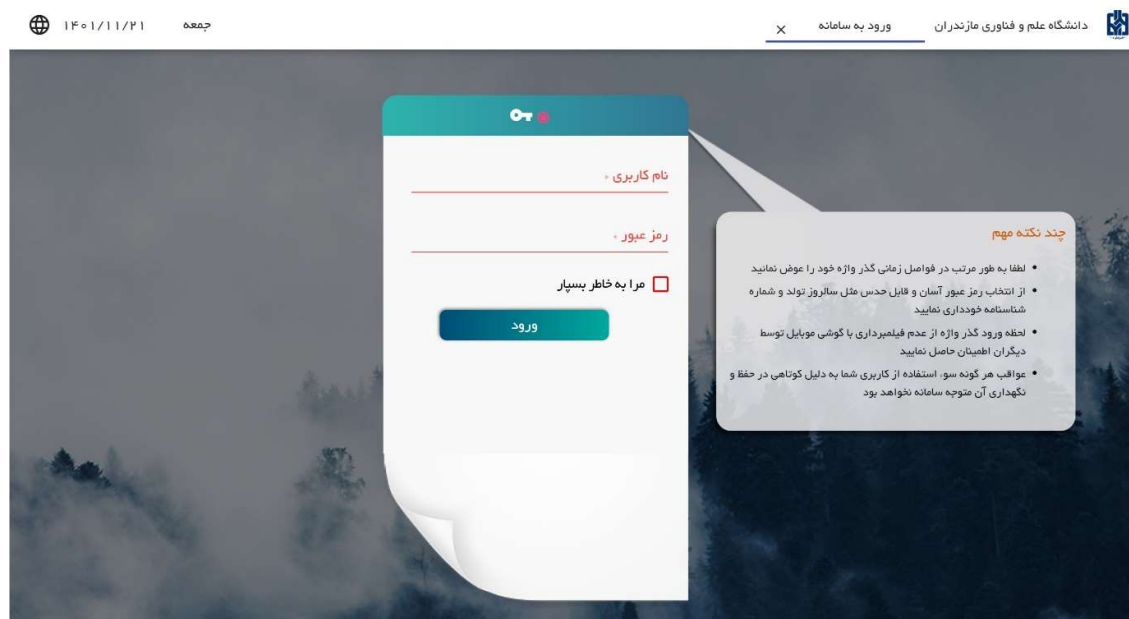 دانشگاه علم و فناوری مازندران
ورود به سامانه ×
جمعه
۱۴۰۱/۱۱/۲۱
نام کاربری *
رمز عبور *
مرا به خاطر بسپار
ورود
چند نکته مهم
• لطفا به طور مرتب در فواصل زمانی گذر واژه خود را عوض نمائید
• از انتخاب رمز عبور آسان و قابل حدس مثل سالروز تولد و شماره
شناسنامه خودداری نمایید
• لحظه ورود گذر واژه از عدم فیلمبرداری با گوشی موبایل توسط
دیگران اطمینان حاصل نمایید
• عواقب هر گونه سوء استفاده از کاربری شما به دلیل کوتاهی در حفظ و
نگهداری آن متوجه سامانه نخواهد بود